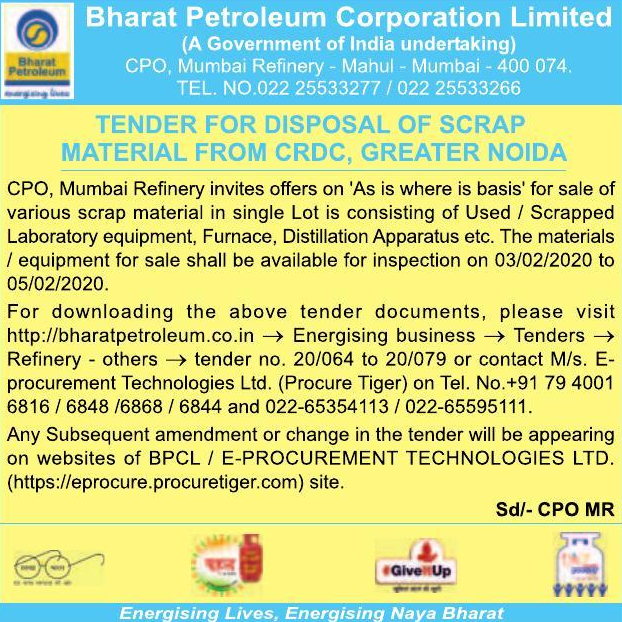 Bharat Petroleum Corporation Limited
(A Government of India undertaking)
CPO, Mumbai Refinery - Mahul - Mumbai - 400 074.
TEL. NO.022 25533277 / 022 25533266
Bharat
Petroleum
energising lives
TENDER FOR DISPOSAL OF SCRAP
MATERIAL FROM CRDC, GREATER NOIDA
CPO, Mumbai Refinery invites offers on 'As is where is basis' for sale of
various scrap material in single Lot is consisting of Used / Scrapped
Laboratory equipment, Furnace, Distillation Apparatus etc. The materials
/ equipment for sale shall be available for inspection on 03/02/2020 to
05/02/2020.
For downloading the above tender documents, please visit
http://bharatpetroleum.co.in → Energising business → Tenders →
Refinery - others → tender no. 20/064 to 20/079 or contact M/s. E-
procurement Technologies Ltd. (Procure Tiger) on Tel. No.+91 79 4001
6816 / 6848 /6868 / 6844 and 022-65354113 / 022-65595111.
Any Subsequent amendment or change in the tender will be appearing
on websites of BPCL / E-PROCUREMENT TECHNOLOGIES LTD.
(https://eprocure.procuretiger.com) site.
Sd/- CPO MR
#GiveItUp
Energising Lives, Energising Naya Bharat